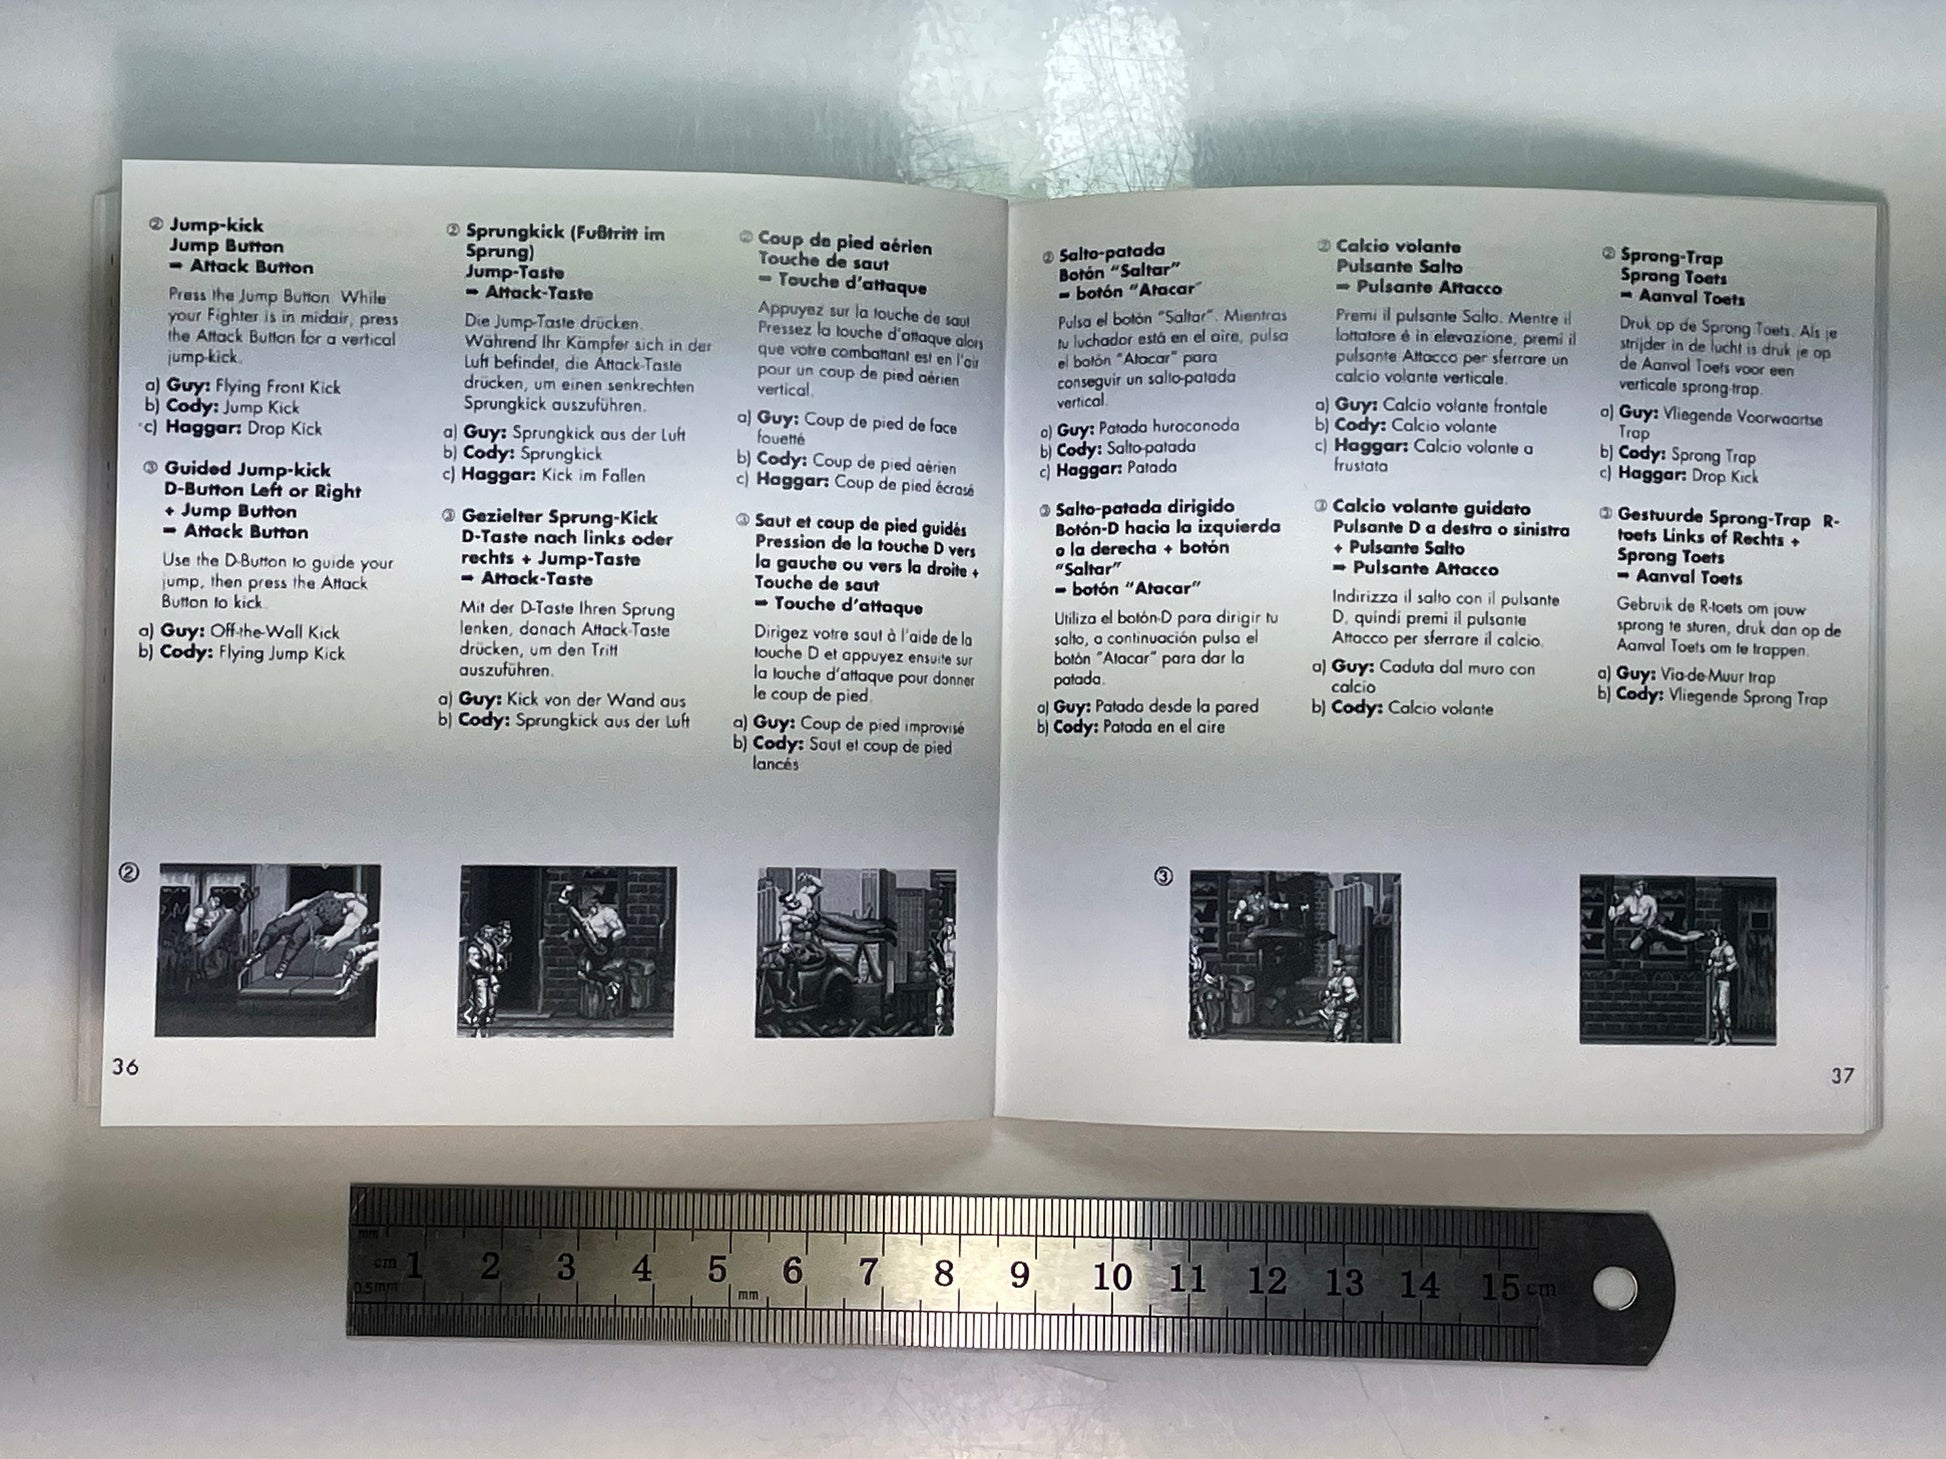 ② Jump-kick
Jump Button
➡ Attack Button
Press the Jump Button. While
your Fighter is in midair, press
the Attack Button for a vertical
jump-kick.
a) Guy: Flying Front Kick
b) Cody: Jump Kick
c) Haggar: Drop Kick
③ Guided Jump-kick
D-Button Left or Right
+ Jump Button
➡ Attack Button
Use the D-Button to guide your
jump, then press the Attack
Button to kick.
a) Guy: Off-the-Wall Kick
b) Cody: Flying Jump Kick
② Sprungkick (Fußtritt im
Sprung)
Jump-Taste
➡ Attack-Taste
Die Jump-Taste drücken.
Während Ihr Kämpfer sich in der
Luft befindet, die Attack-Taste
drücken, um einen senkrechten
Sprungkick auszuführen.
a) Guy: Sprungkick aus der Luft
b) Cody: Sprungkick
c) Haggar: Kick im Fallen
③ Gezielter Sprung-Kick
D-Taste nach links oder
rechts + Jump-Taste
➡ Attack-Taste
Mit der D-Taste Ihren Sprung
lenken, danach Attack-Taste
drücken, um den Tritt
auszuführen.
a) Guy: Kick von der Wand aus
b) Cody: Sprungkick aus der Luft
② Coup de pied aérien
Touche de saut
➡ Touche d'attaque
Appuyez sur la touche de saut
Pressez la touche d'attaque alors
que votre combattant est en l'air
pour un coup de pied aérien
vertical.
a) Guy: Coup de pied de face
fouetté
b) Cody: Coup de pied aérien
c) Haggar: Coup de pied écrasé
③ Saut et coup de pied guidés
Pression de la touche D vers
la gauche ou vers la droite +
Touche de saut
➡ Touche d'attaque
Dirigez votre saut à l'aide de la
touche D et appuyez ensuite sur
la touche d'attaque pour donner
le coup de pied.
a) Guy: Coup de pied improvisé
b) Cody: Saut et coup de pied
lancés
②
36
② Salto-patada
Botón "Saltar"
➡ botón "Atacar"
Pulsa el botón "Saltar". Mientras
tu luchador está en el aire, pulsa
el botón "Atacar" para
conseguir un salto-patada
vertical.
a) Guy: Patada huracanada
b) Cody: Salto-patada
c) Haggar: Patada
③ Salto-patada dirigido
Botón-D hacia la izquierda
o la derecha + botón
"Saltar"
➡ botón "Atacar"
Utiliza el botón-D para dirigir tu
salto, a continuación pulsa el
botón "Atacar" para dar la
patada.
a) Guy: Patada desde la pared
b) Cody: Patada en el aire
② Calcio volante
Pulsante Salto
➡ Pulsante Attacco
Premi il pulsante Salto. Mentre il
lottatore è in elevazione, premi il
pulsante Attacco per sferrare un
calcio volante verticale.
a) Guy: Calcio volante frontale
b) Cody: Calcio volante
c) Haggar: Calcio volante a
frustata
③ Calcio volante guidato
Pulsante D a destra o sinistra
+ Pulsante Salto
➡ Pulsante Attacco
Indirizza il salto con il pulsante
D, quindi premi il pulsante
Attacco per sferrare il calcio.
a) Guy: Caduta dal muro con
calcio
b) Cody: Calcio volante
② Sprong-Trap
Sprong Toets
➡ Aanval Toets
Druk op de Sprong Toets. Als je
strijder in de lucht is druk je op
de Aanval Toets voor een
verticale sprong-trap.
a) Guy: Vliegende Voorwaartse
Trap
b) Cody: Sprong Trap
c) Haggar: Drop Kick
③ Gestuurde Sprong-Trap R-
toets Links of Rechts +
Sprong Toets
➡ Aanval Toets
Gebruik de R-toets om jouw
sprong te sturen, druk dan op de
Aanval Toets om te trappen.
a) Guy: Via-de-Muur trap
b) Cody: Vliegende Sprong Trap
③
37
mm
cm 1 2 3 4 5 6 7 8 9 10 11 12 13 14 15 cm
0.5mm
mm